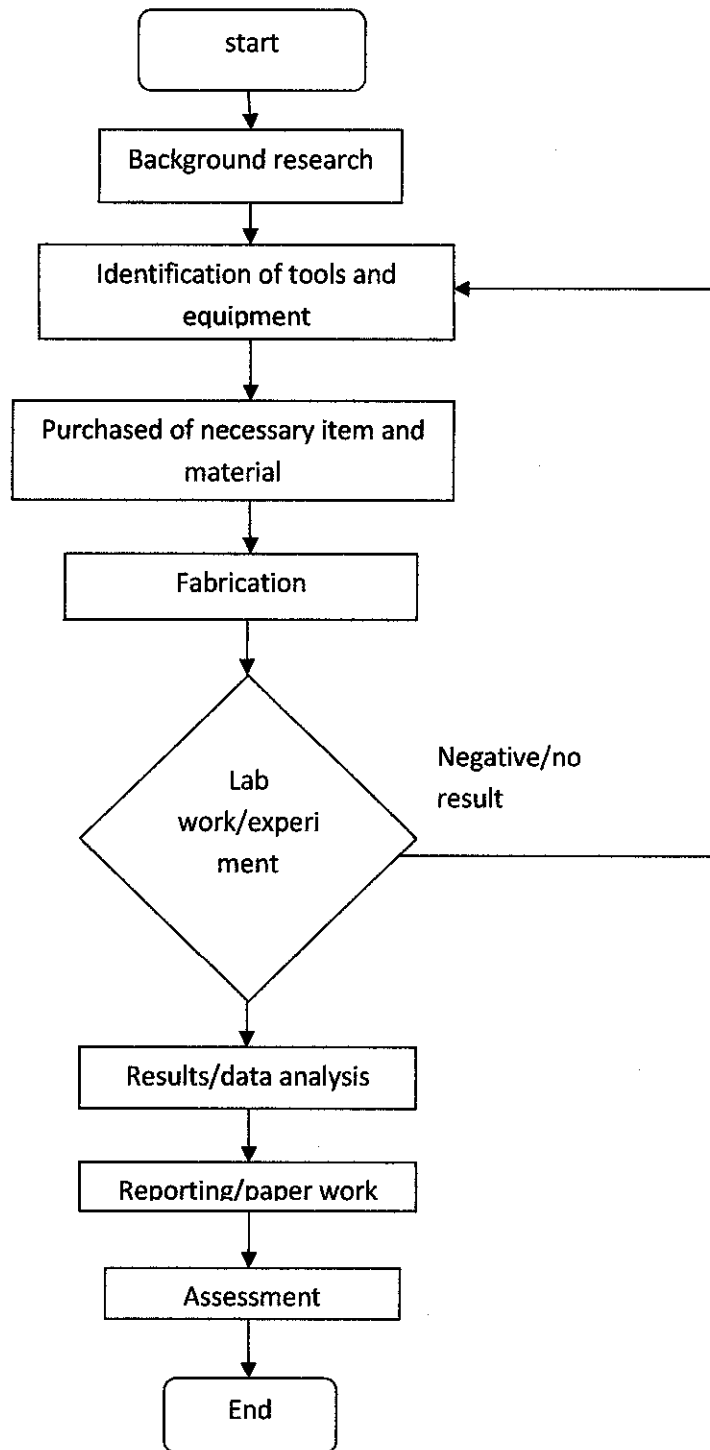 start
Background research
Identification of tools and
equipment
Purchased of necessary item and
material
Fabrication
Lab
work/experi
ment
Negative/no
result
Results/data analysis
Reporting/paper work
Assessment
End